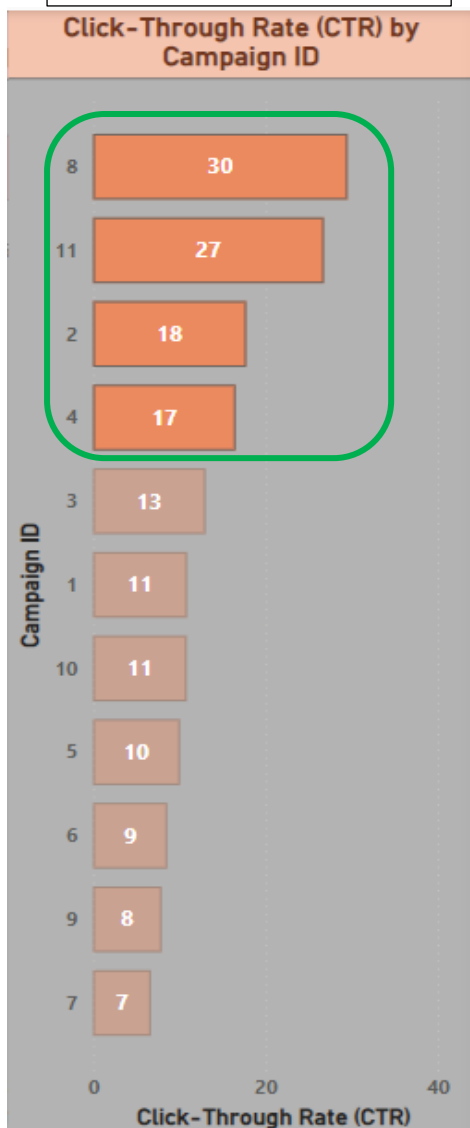 Click-Through Rate (CTR) by
Campaign ID
8 30
11 27
2 18
4 17
3 13
1 11
10 11
5 10
6 9
9 8
7 7
Campaign ID
0 20 40
Click-Through Rate (CTR)